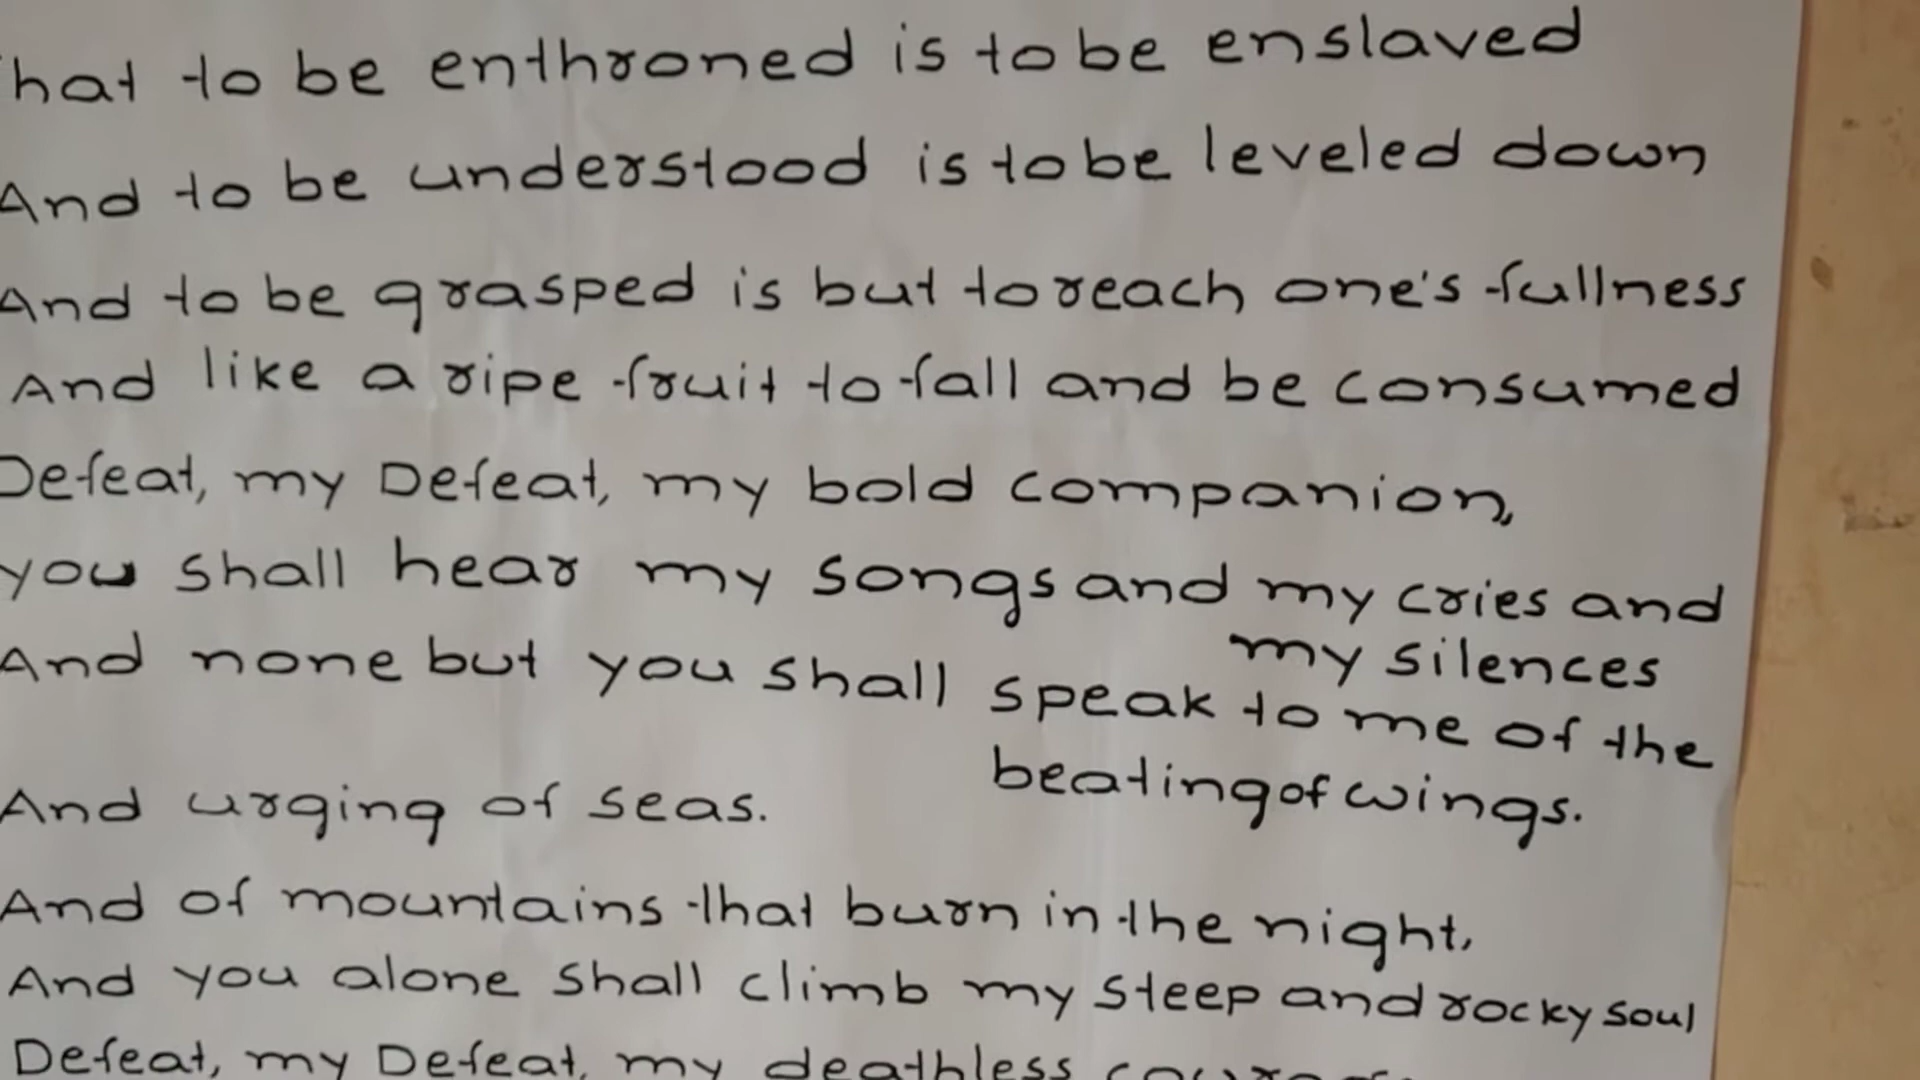 That to be enthroned is to be enslaved
And to be understood is to be leveled down
And to be grasped is but to reach one's fullness
And like a ripe fruit to fall and be consumed
Defeat, my Defeat, my bold companion,
you shall hear my songs and my cries and
my silences
And none but you shall speak to me of the
beating of wings.
And urging of seas.
And of mountains that burn in the night,
And you alone shall climb my steep and rocky soul
Defeat, my Defeat, my deathless